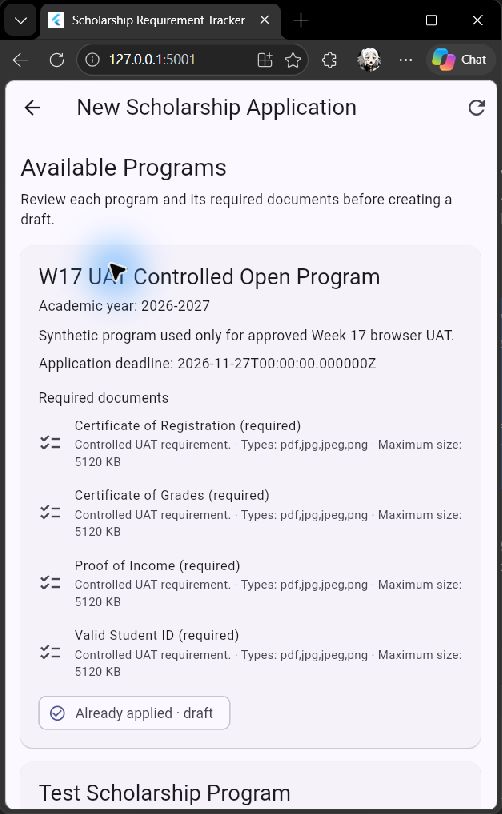 Scholarship Requirement Tracker
127.0.0.1:5001
Chat
New Scholarship Application
Available Programs
Review each program and its required documents before creating a
draft.
W17 UAT Controlled Open Program
Academic year: 2026-2027
Synthetic program used only for approved Week 17 browser UAT.
Application deadline: 2026-11-27T00:00:00.000000Z
Required documents
Certificate of Registration (required)
Controlled UAT requirement. · Types: pdf,jpg,jpeg,png · Maximum size:
5120 KB
Certificate of Grades (required)
Controlled UAT requirement. · Types: pdf,jpg,jpeg,png · Maximum size:
5120 KB
Proof of Income (required)
Controlled UAT requirement. · Types: pdf,jpg,jpeg,png · Maximum size:
5120 KB
Valid Student ID (required)
Controlled UAT requirement. · Types: pdf,jpg,jpeg,png · Maximum size:
5120 KB
Already applied · draft
Test Scholarship Program